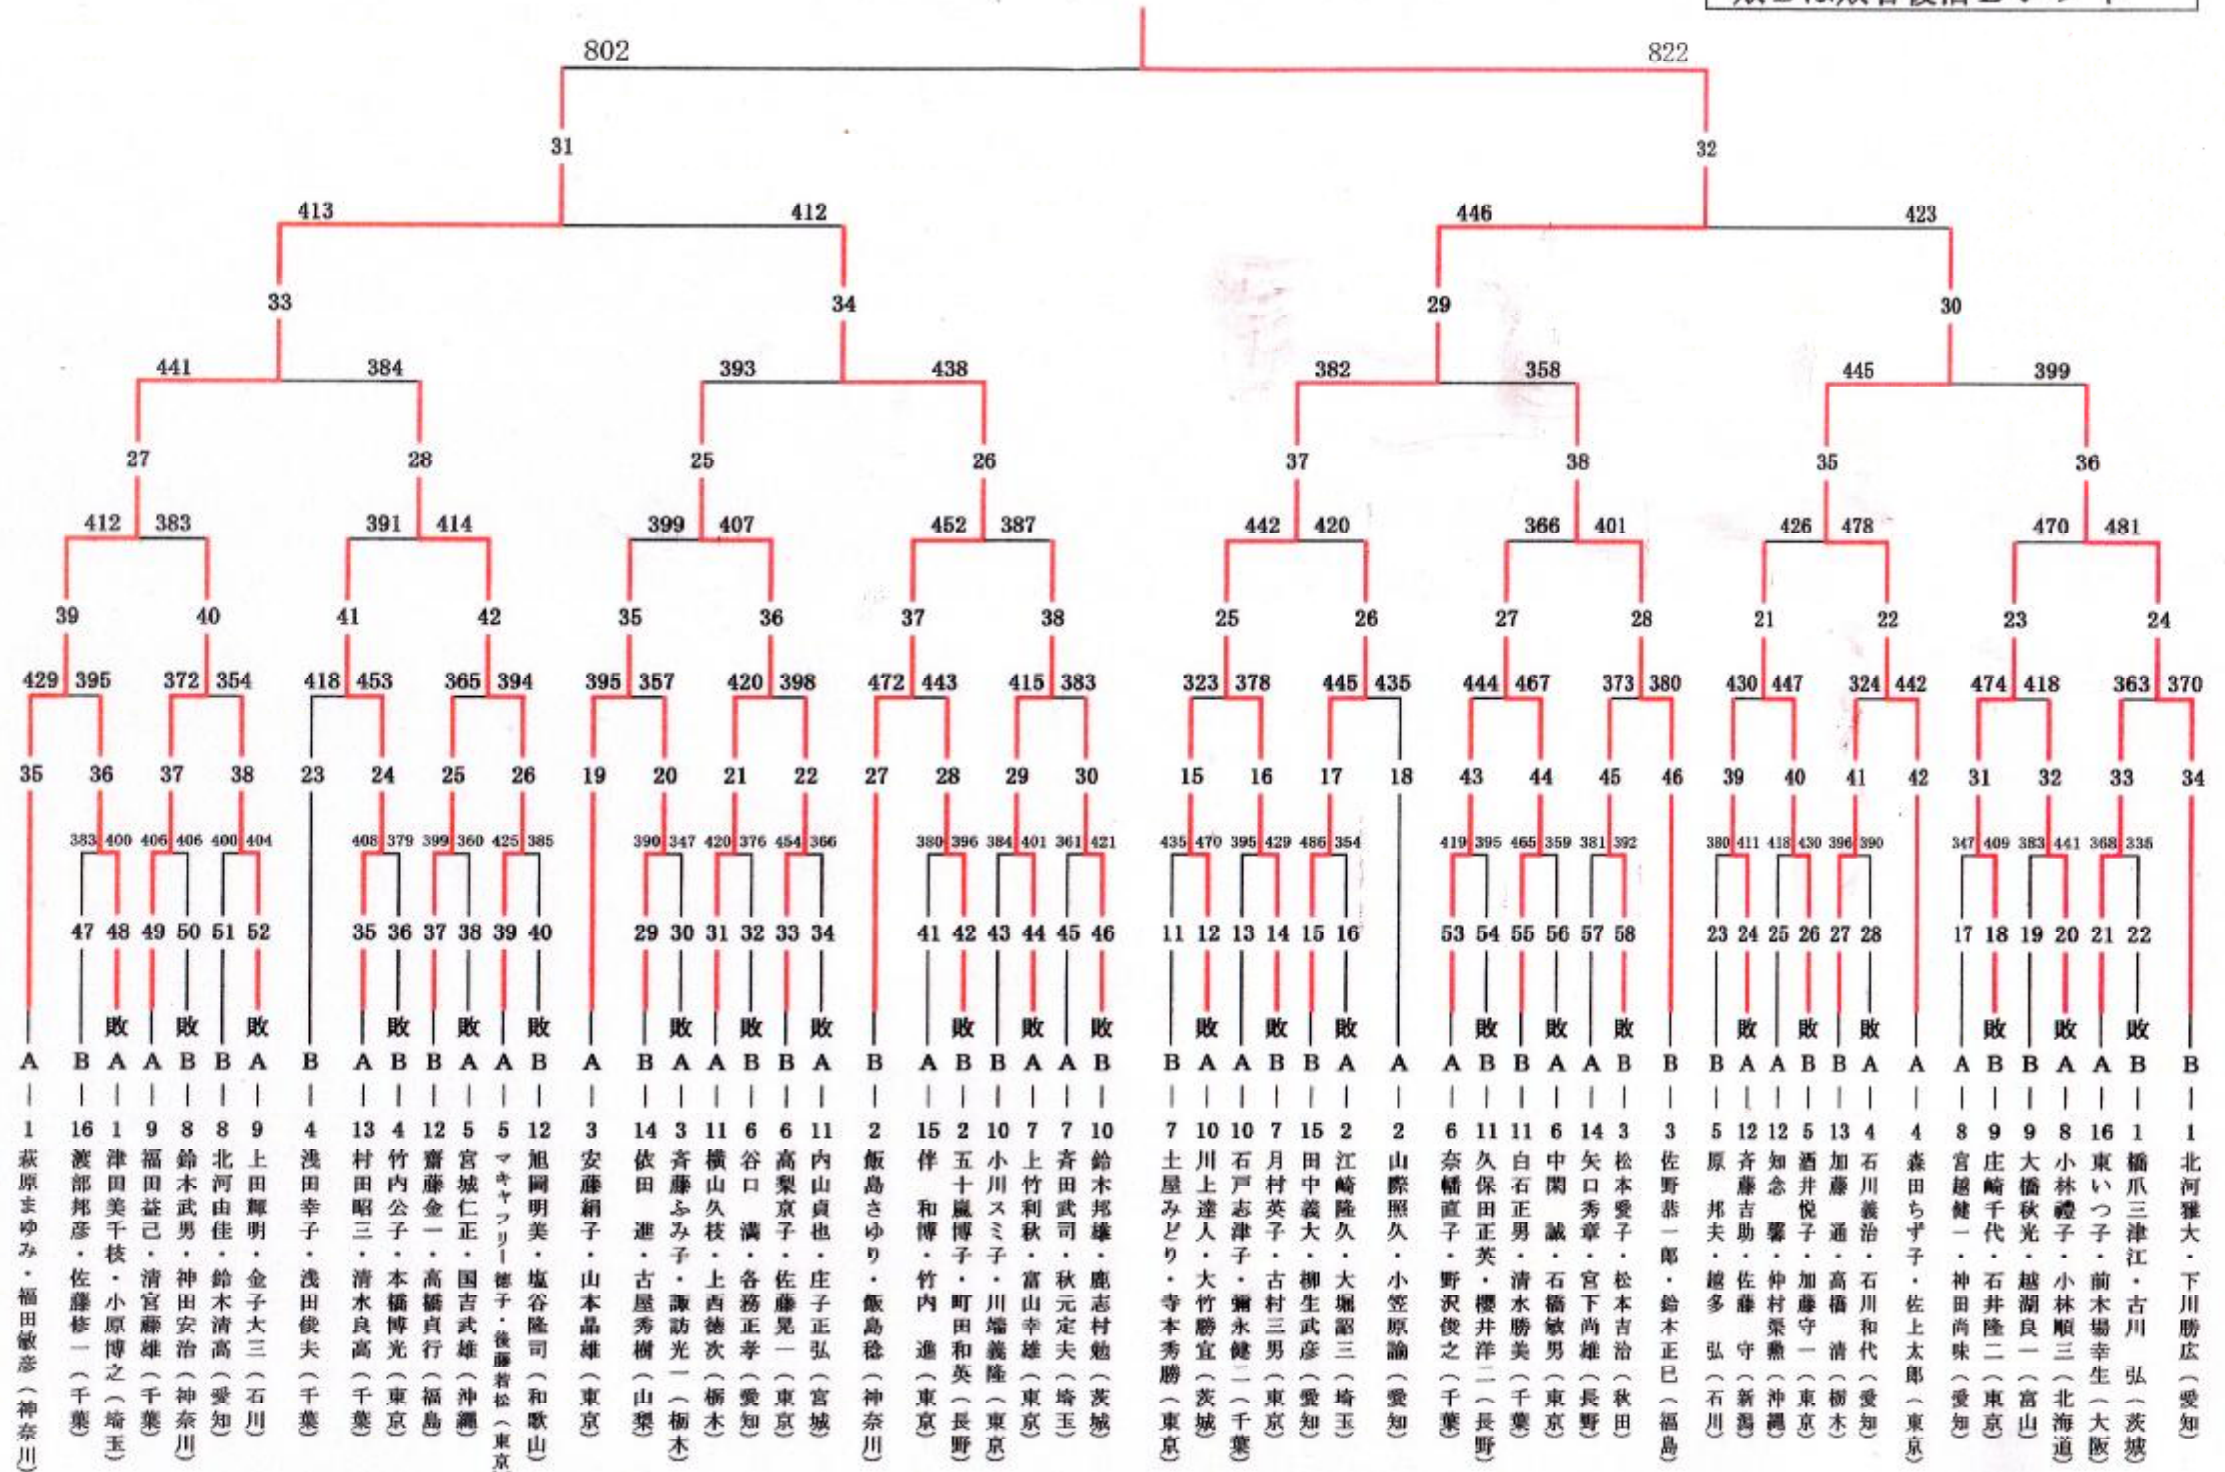 802 822
31 32
413 412 446 423
33 34 29 30
441 384 393 438 382 358 445 399
27 28 25 26 37 38 35 36
412 383 391 414 399 407 452 387 442 420 366 401 426 478 470 481
39 40 41 42 35 36 37 38 25 26 27 28 21 22 23 24
429 395 372 354 418 453 365 394 395 357 420 398 472 443 415 383 323 378 445 435 444 467 373 380 430 447 324 442 474 418 363 370
35 36 37 38 23 24 25 26 19 20 21 22 27 28 29 30 15 16 17 18 43 44 45 46 39 40 41 42 31 32 33 34
383 400 406 406 400 404 408 379 399 360 425 385 390 347 420 376 454 366 380 396 384 401 361 421 435 470 395 429 486 354 419 395 465 359 381 392 380 411 418 430 396 390 347 409 383 441 368 335
47 48 49 50 51 52 35 36 37 38 39 40 29 30 31 32 33 34 41 42 43 44 45 46 11 12 13 14 15 16 53 54 55 56 57 58 23 24 25 26 27 28 17 18 19 20 21 22
敗 敗 敗 敗 敗 敗 敗 敗 敗 敗 敗 敗 敗 敗 敗 敗 敗 敗 敗 敗 敗 敗 敗 敗
A｜1 萩原まゆみ・福田敏彦（神奈川）
B｜16 渡部邦彦・佐藤修一（千葉）
A｜1 津田美千枝・小原博之（埼玉）
A｜9 福田益己・清宮藤雄（千葉）
B｜8 鈴木武男・神田安治（神奈川）
B｜8 北河由佳・鈴木清高（愛知）
A｜9 上田輝明・金子大三（石川）
B｜4 浅田幸子・浅田俊夫（千葉）
A｜13 村田昭三・清水良高（千葉）
B｜4 竹内公子・本橋博光（東京）
B｜12 齋藤金一・高橋貞行（福島）
A｜5 宮城仁正・国吉武雄（沖縄）
A｜5 マキャフリー徳子・後藤若松（東京
B｜12 旭岡明美・塩谷隆司（和歌山）
A｜3 安藤絹子・山本晶雄（東京）
B｜14 依田 進・古屋秀樹（山梨）
A｜3 斉藤ふみ子・諏訪光一（栃木）
A｜11 横山久枝・上西徳次（栃木）
B｜6 谷口 満・各務正孝（愛知）
B｜6 高梨京子・佐藤晃一（東京）
A｜11 内山貞也・庄子正弘（宮城）
B｜2 飯島さゆり・飯島稔（神奈川）
A｜15 伴 和博・竹内 進（東京）
B｜2 五十嵐博子・町田和英（長野）
B｜10 小川スミ子・川端義隆（東京）
A｜7 上竹利秋・富山幸雄（東京）
A｜7 斉田武司・秋元定夫（埼玉）
B｜10 鈴木邦雄・鹿志村勉（茨城）
B｜7 土屋みどり・寺本秀勝（東京）
A｜10 川上達人・大竹勝宜（茨城）
A｜10 石戸志津子・彌永健二（千葉）
B｜7 月村英子・古村三男（東京）
B｜15 田中義大・柳生武彦（愛知）
A｜2 江崎隆久・大堀詔三（埼玉）
A｜2 山際照久・小笠原諭（愛知）
A｜6 奈幡直子・野沢俊之（千葉）
B｜11 久保田正英・櫻井洋二（長野）
B｜11 白石正男・清水勝美（千葉）
A｜6 中閑 誠・石橋敏男（東京）
A｜14 矢口秀章・宮下尚雄（長野）
B｜3 松本愛子・松本吉治（秋田）
B｜3 佐野恭一郎・鈴木正巳（福島）
B｜5 原 邦夫・越多 弘（石川）
A｜12 斉藤吉助・佐藤 守（新潟）
A｜12 知念 馨・仲村渠勲（沖縄）
B｜5 酒井悦子・加藤守一（東京）
B｜13 加藤 通・高橋 清（栃木）
A｜4 石川義治・石川和代（愛知）
A｜4 森田ちず子・佐上太郎（東京）
A｜8 宮越健一・神田尚味（愛知）
B｜9 庄崎千代・石井隆二（東京）
B｜9 大橋秋光・越湖良一（富山）
A｜8 小林禮子・小林順三（北海道）
A｜16 東いつ子・前木場幸生（大阪）
B｜1 橋爪三津江・古川 弘（茨城）
B｜1 北河雅大・下川勝広（愛知）